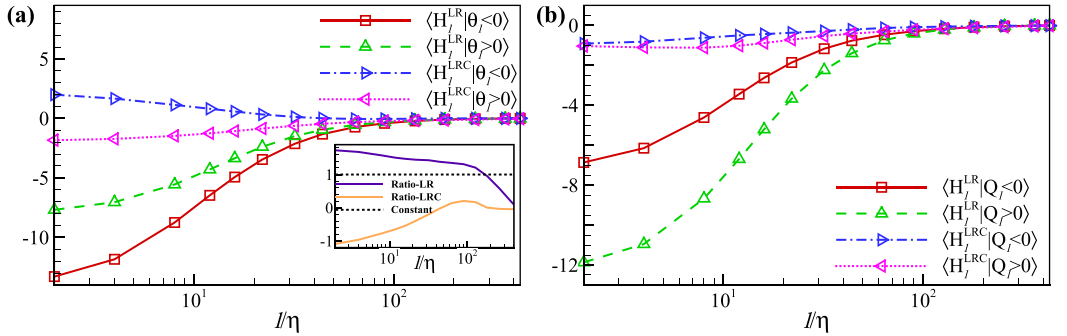 (a)
5
0
-5
-10
⟨H_l^LR|θ_l<0⟩
⟨H_l^LR|θ_l>0⟩
⟨H_l^LRC|θ_l<0⟩
⟨H_l^LRC|θ_l>0⟩
1
0
-1
Ratio-LR
Ratio-LRC
Constant
10^1
10^2
l/η
10^1
10^2
l/η
(b)
0
-4
-8
-12
⟨H_l^LR|Q_l<0⟩
⟨H_l^LR|Q_l>0⟩
⟨H_l^LRC|Q_l<0⟩
⟨H_l^LRC|Q_l>0⟩
10^1
10^2
l/η